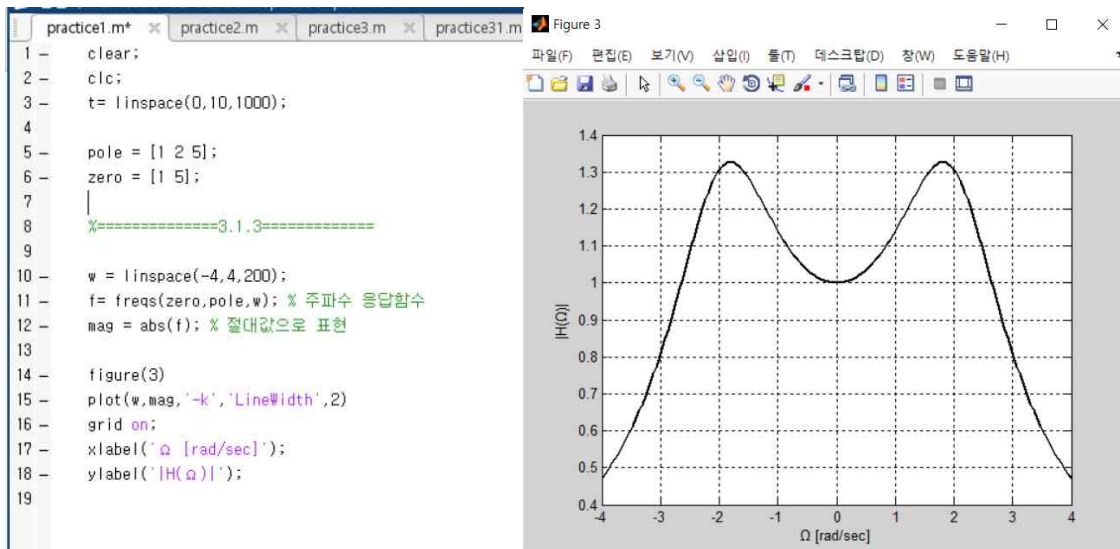 practice1.m* × practice2.m × practice3.m × practice31.m
1 – clear;
2 – clc;
3 – t= linspace(0,10,1000);
4
5 – pole = [1 2 5];
6 – zero = [1 5];
7
8 %==============3.1.3=============
9
10 – w = linspace(-4,4,200);
11 – f= freqs(zero,pole,w); % 주파수 응답함수
12 – mag = abs(f); % 절대값으로 표현
13
14 – figure(3)
15 – plot(w,mag,'-k','LineWidth',2)
16 – grid on;
17 – xlabel('Ω [rad/sec]');
18 – ylabel('|H(Ω)|');
19
Figure 3
파일(F) 편집(E) 보기(V) 삽입(I) 툴(T) 데스크탑(D) 창(W) 도움말(H)
1.4
1.3
1.2
1.1
1
0.9
0.8
0.7
0.6
0.5
0.4
|H(Ω)|
-4 -3 -2 -1 0 1 2 3 4
Ω [rad/sec]